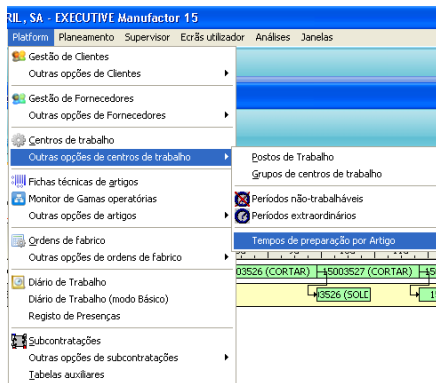 RIL, SA - EXECUTIVE Manufactor 15
Platform Planeamento Supervisor Ecrãs utilizador Análises Janelas
Gestão de Clientes
Outras opções de Clientes
Gestão de Fornecedores
Outras opções de Fornecedores
Centros de trabalho
Outras opções de centros de trabalho
Postos de Trabalho
Grupos de centros de trabalho
Fichas técnicas de artigos
Monitor de Gamas operatórias
Outras opções de artigos
Períodos não-trabalháveis
Períodos extraordinários
Ordens de fabrico
Outras opções de ordens de fabrico
Tempos de preparação por Artigo
03526 (CORTAR) 15003527 (CORTAR)
Diário de Trabalho
Diário de Trabalho (modo Básico)
Registo de Presenças
3526 (SOLD
Subcontratações
Outras opções de subcontratações
Tabelas auxiliares